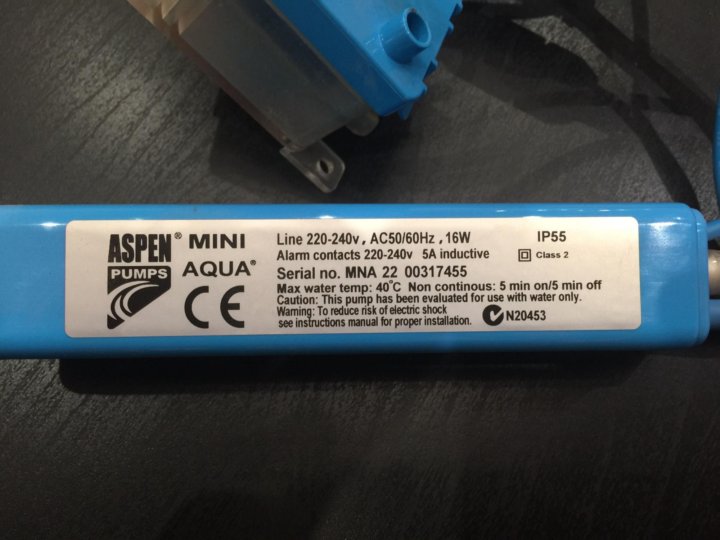 ASPEN® MINI
PUMPS AQUA®
CE
Line 220-240v , AC50/60Hz , 16W IP55
Alarm contacts 220-240v 5A inductive Class 2
Serial no. MNA 22 00317455
Max water temp: 40°C Non continous: 5 min on/5 min off
Caution: This pump has been evaluated for use with water only.
Warning: To reduce risk of electric shock
see instructions manual for proper installation. N20453